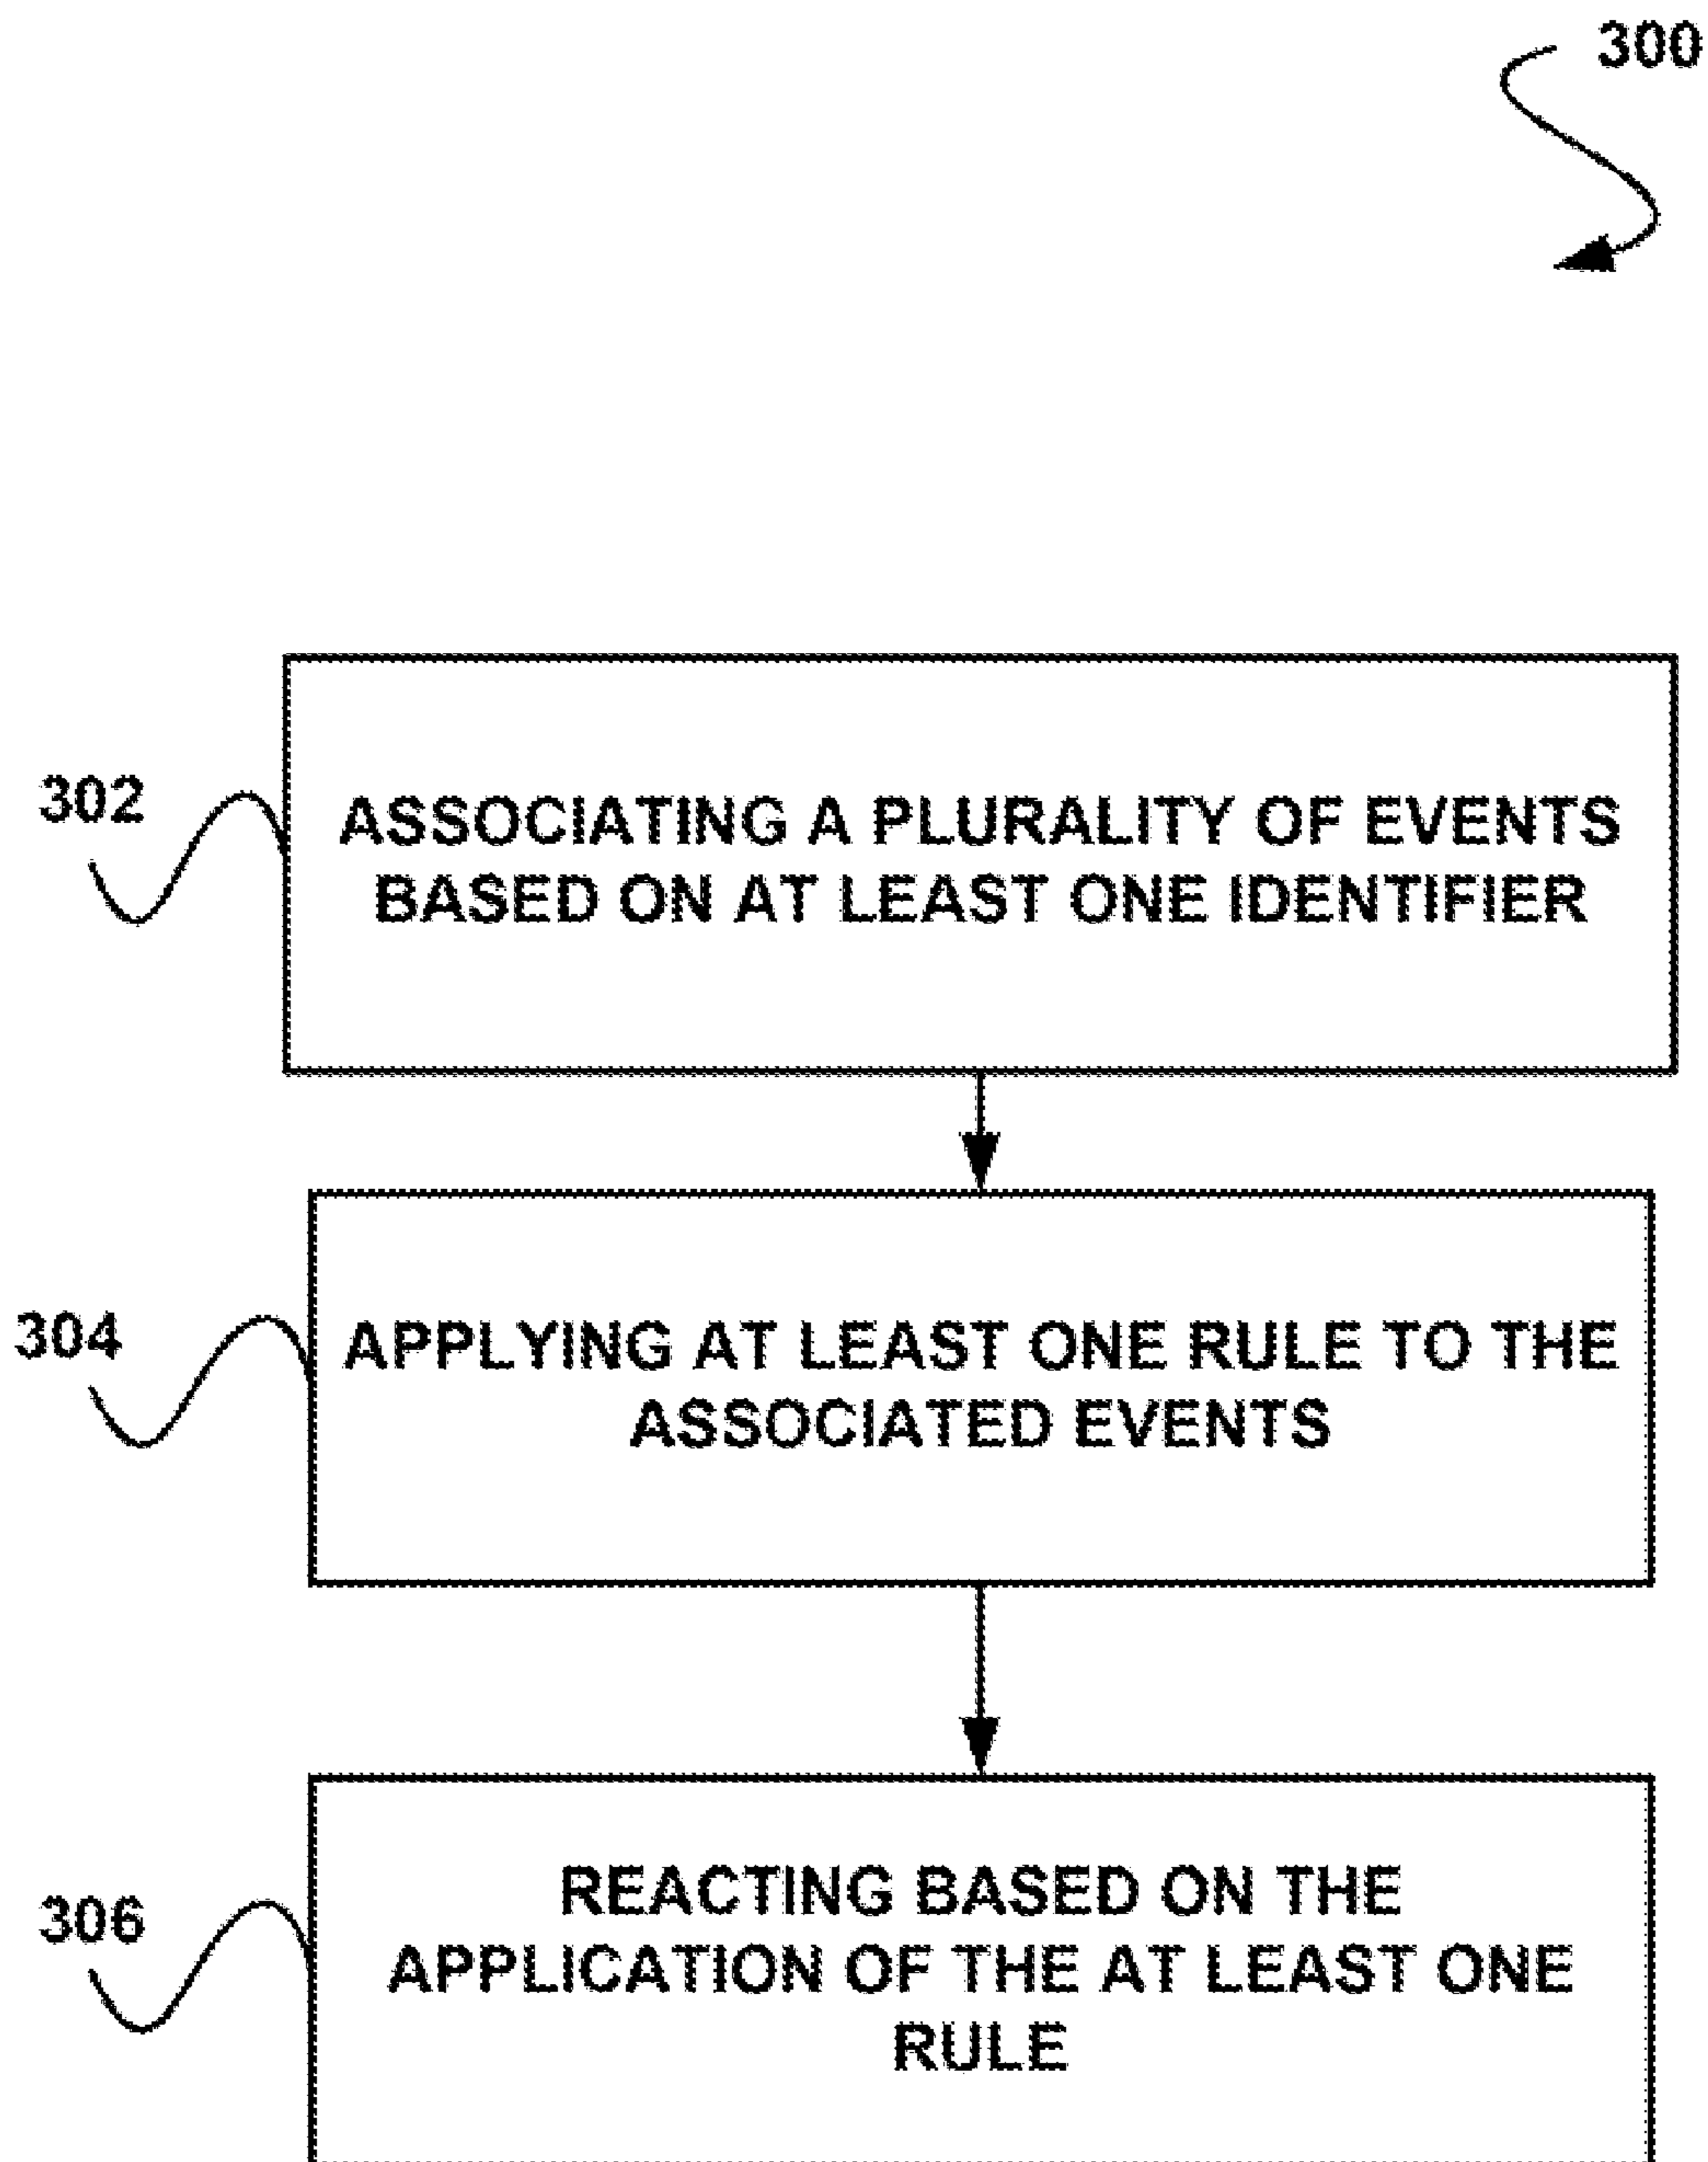 300
302
ASSOCIATING A PLURALITY OF EVENTS
BASED ON AT LEAST ONE IDENTIFIER
304
APPLYING AT LEAST ONE RULE TO THE
ASSOCIATED EVENTS
306
REACTING BASED ON THE
APPLICATION OF THE AT LEAST ONE
RULE